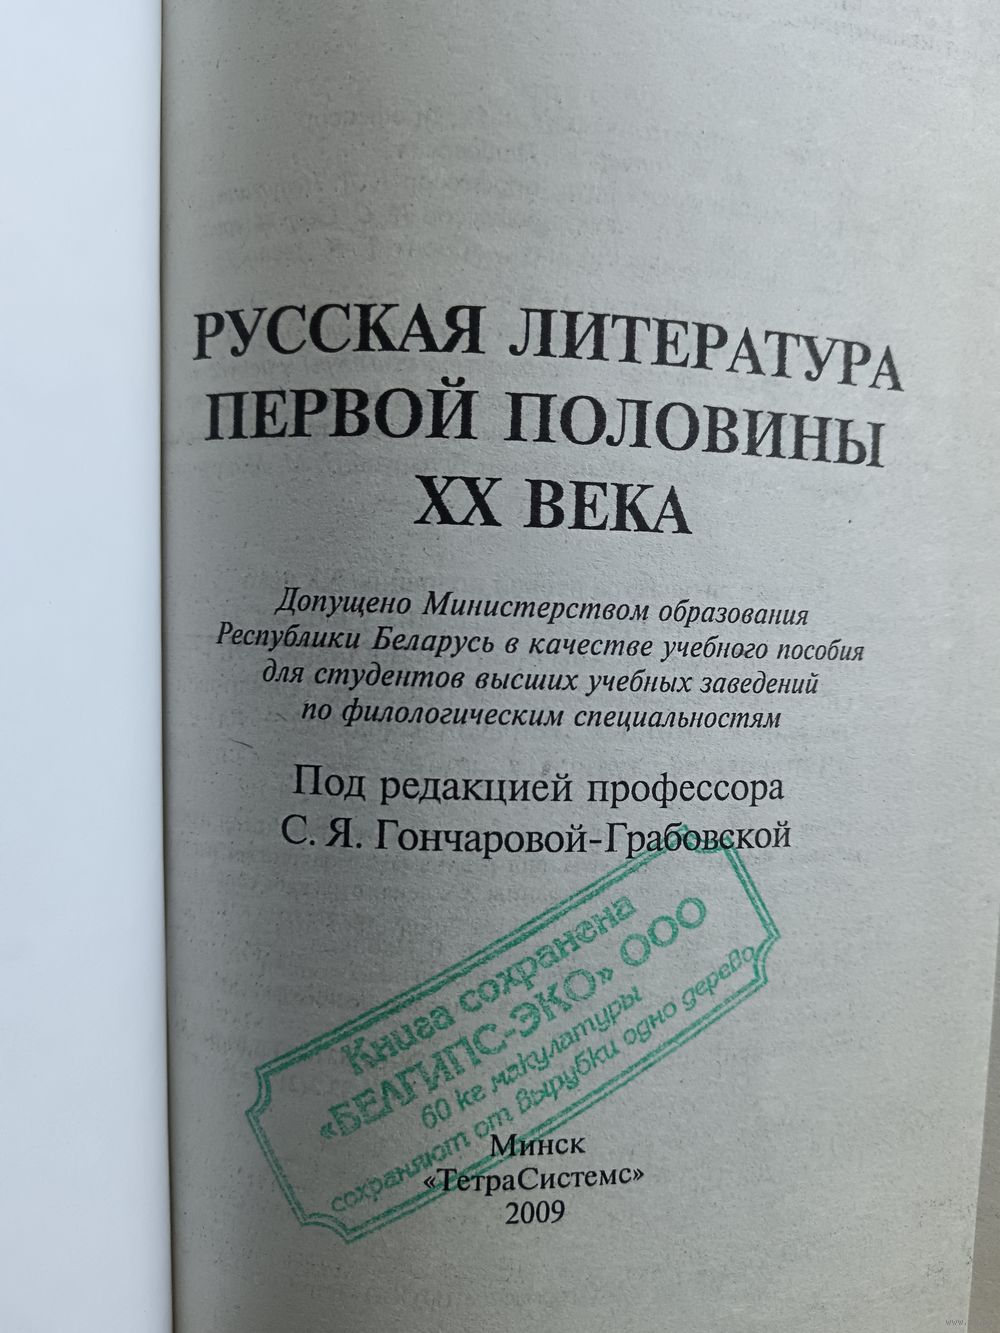 РУССКАЯ ЛИТЕРАТУРА
ПЕРВОЙ ПОЛОВИНЫ
XX ВЕКА
Допущено Министерством образования
Республики Беларусь в качестве учебного пособия
для студентов высших учебных заведений
по филологическим специальностям
Под редакцией профессора
С. Я. Гончаровой-Грабовской
Книга сохранена
«БЕЛГИПС-ЭКО» ООО
60 кг макулатуры
сохраняют от вырубки одно дерево
Минск
«ТетраСистемс»
2009
www.